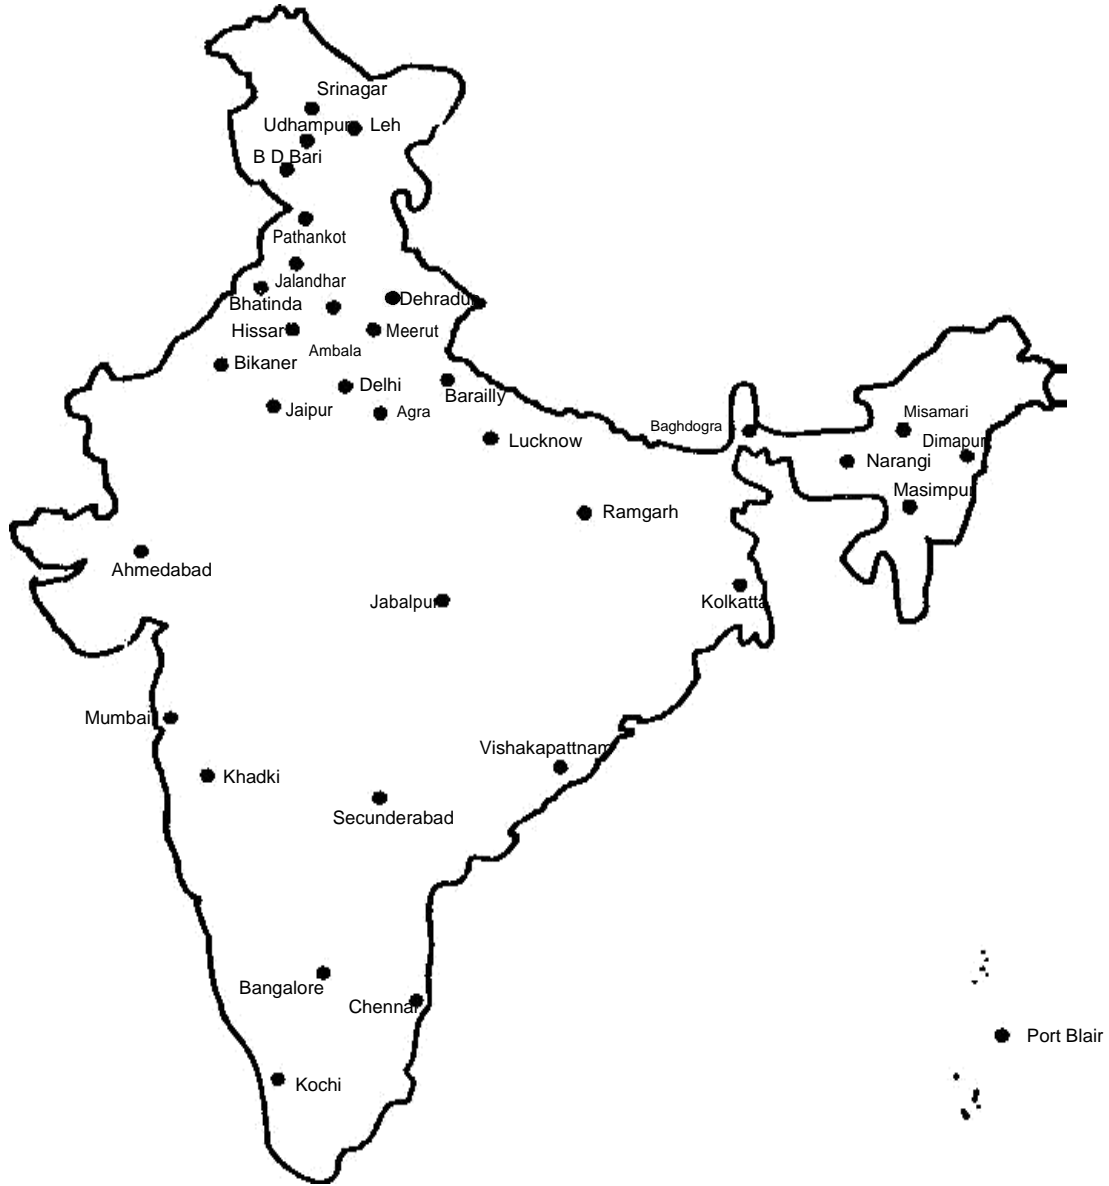 Srinagar
Udhampur
Leh
B D Bari
Pathankot
Jalandhar
Bhatinda
Dehradun
Hissar
Meerut
Ambala
Bikaner
Delhi
Barailly
Jaipur
Agra
Lucknow
Baghdogra
Misamari
Dimapur
Narangi
Masimpur
Ramgarh
Ahmedabad
Jabalpur
Kolkatta
Mumbai
Vishakapattnam
Khadki
Secunderabad
Bangalore
Chennai
Port Blair
Kochi